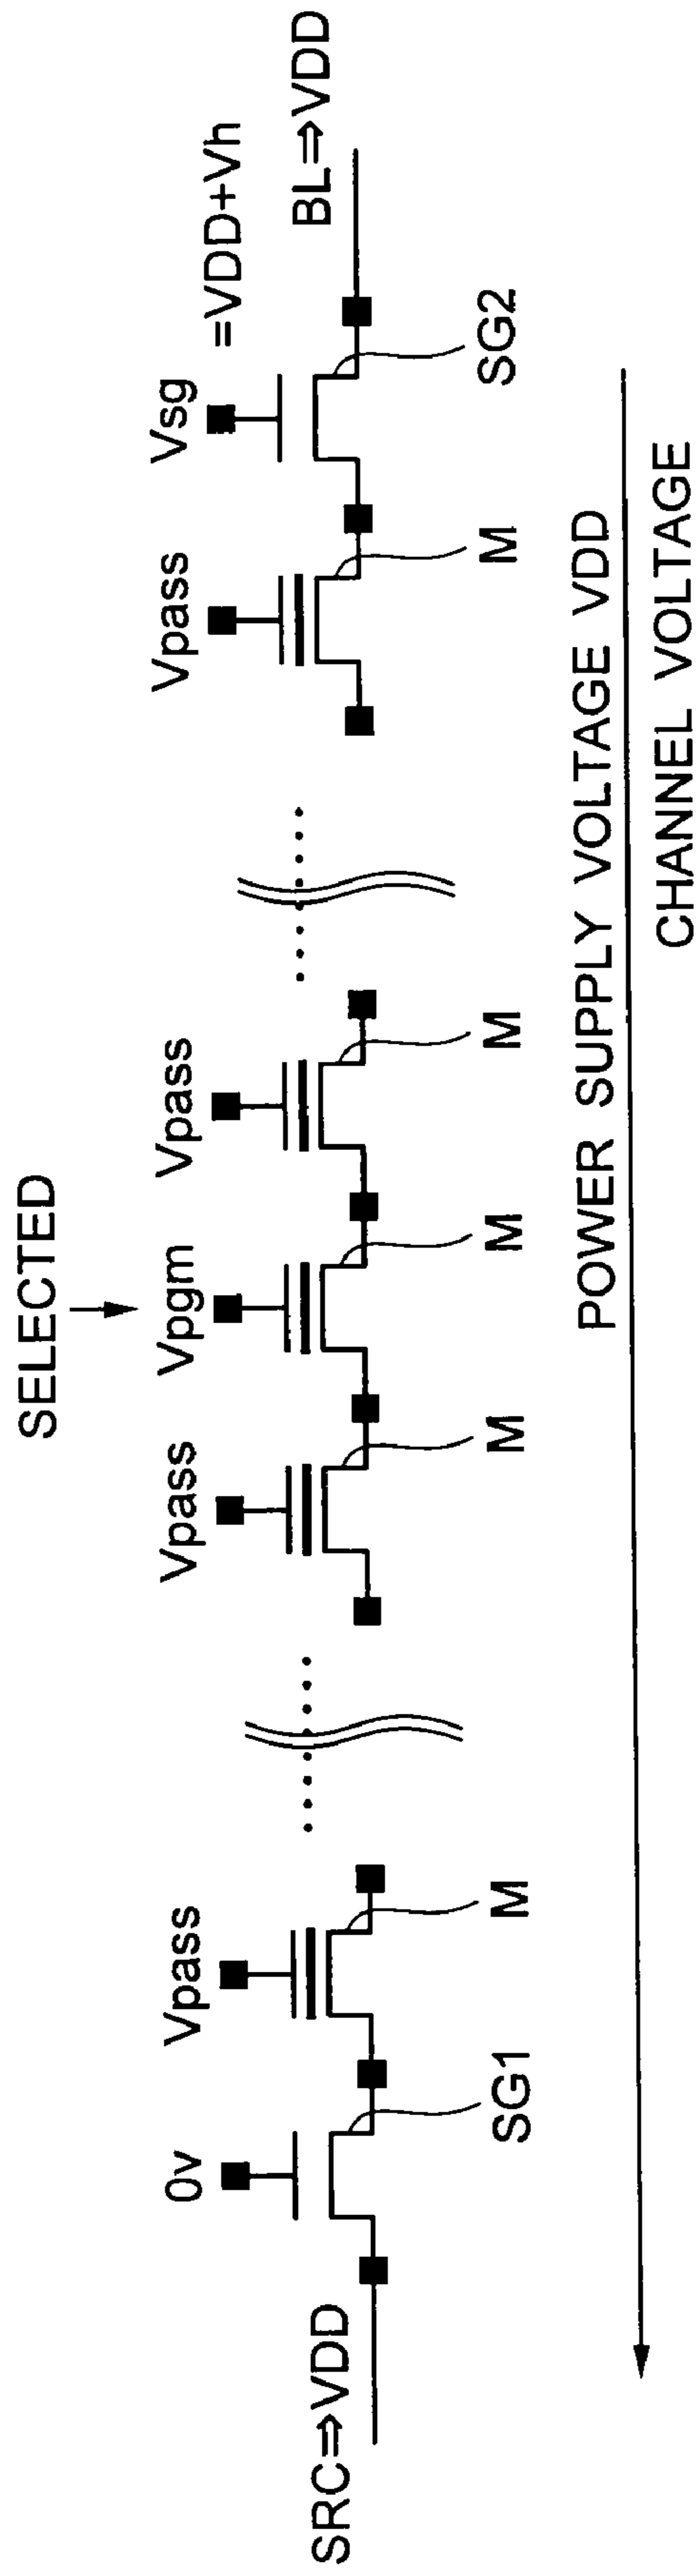 SELECTED
Vpass Vpass Vpgm Vpass Vpass Vsg =VDD+Vh
0v
SRC⇒VDD
BL⇒VDD
SG1 M M M M M SG2
POWER SUPPLY VOLTAGE VDD
CHANNEL VOLTAGE